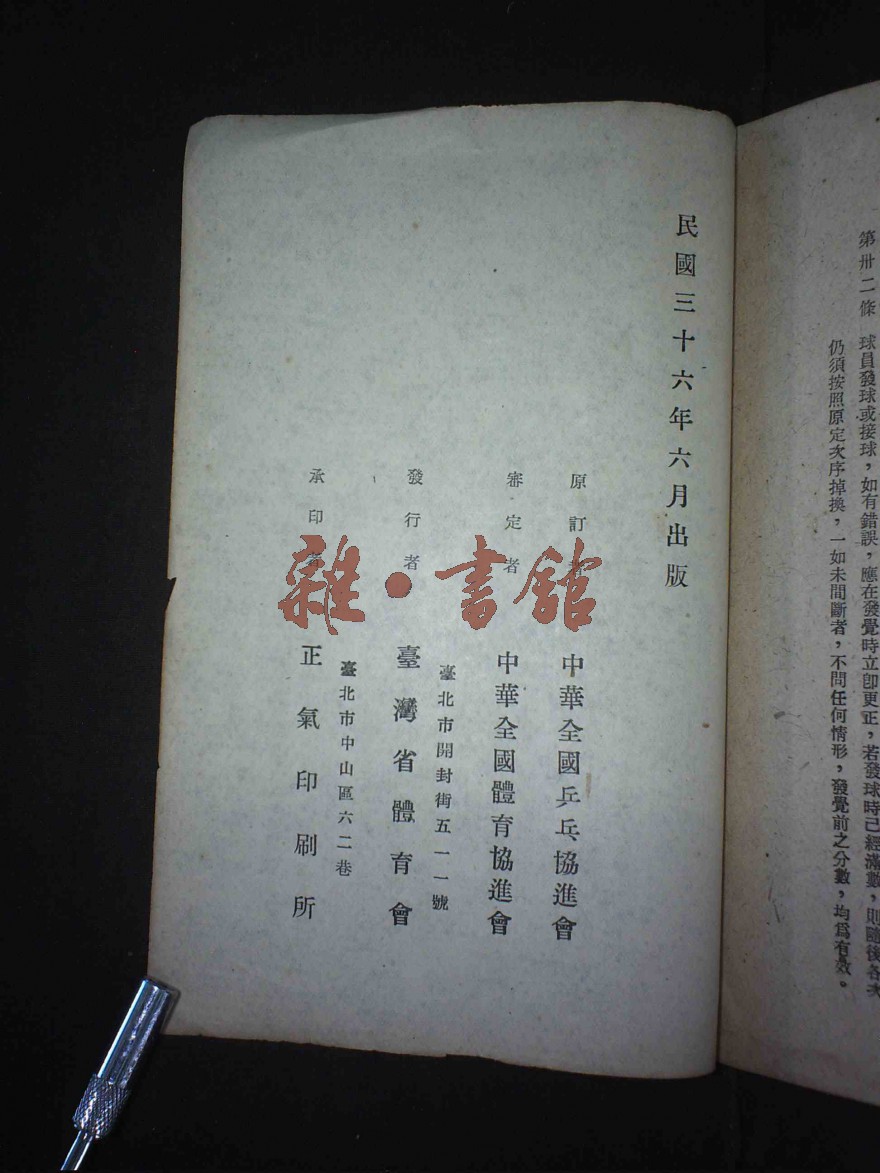 第卅二條 球員發球或接球，如有錯誤，應在發覺時立卽更正，若發球時已經滿數，則隨後各次
仍須按照原定次序掉換，一如未間斷者，不問任何情形，發覺前之分數，均爲有效。
民國三十六年六月出版
原訂者 中華全國乒乓協進會
審定者 中華全國體育協進會
臺北市開封街五一一號
發行者 臺灣省體育會
臺北市中山區六二巷
承印者 正氣印刷所
雜·書館